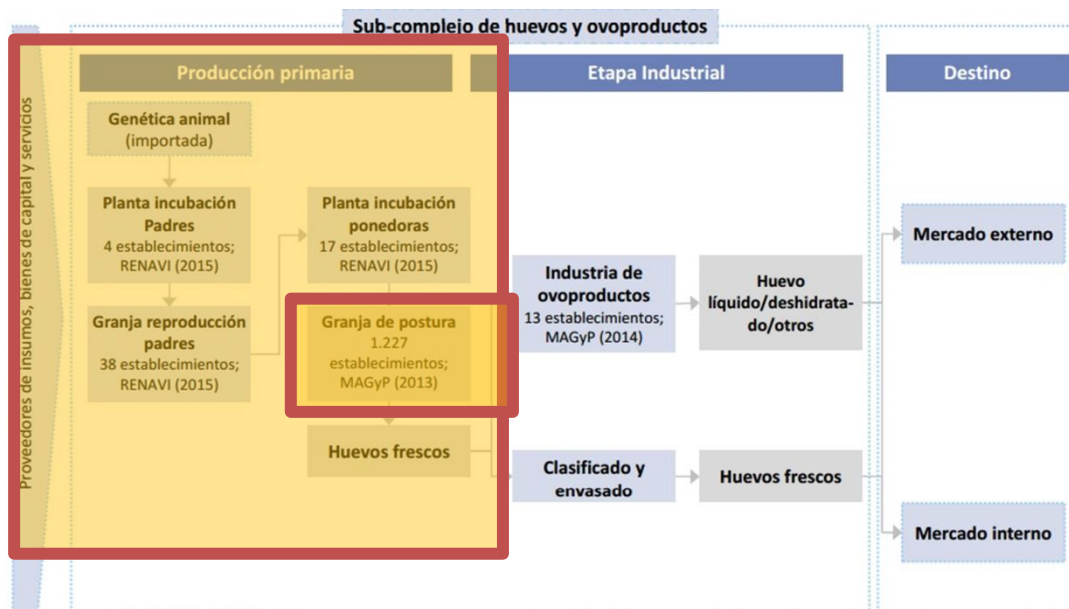 Sub-complejo de huevos y ovoproductos
Proveedores de insumos, bienes de capital y servicios
Producción primaria
Genética animal
(importada)
Planta incubación
Padres
4 establecimientos;
RENAVI (2015)
Granja reproducción
padres
38 establecimientos;
RENAVI (2015)
Planta incubación
ponedoras
17 establecimientos;
RENAVI (2015)
Granja de postura
1.227
establecimientos;
MAGyP (2013)
Huevos frescos
Etapa Industrial
Industria de
ovoproductos
13 establecimientos;
MAGyP (2014)
Huevo
líquido/deshidrata-
do/otros
Clasificado y
envasado
Huevos frescos
Destino
Mercado externo
Mercado interno